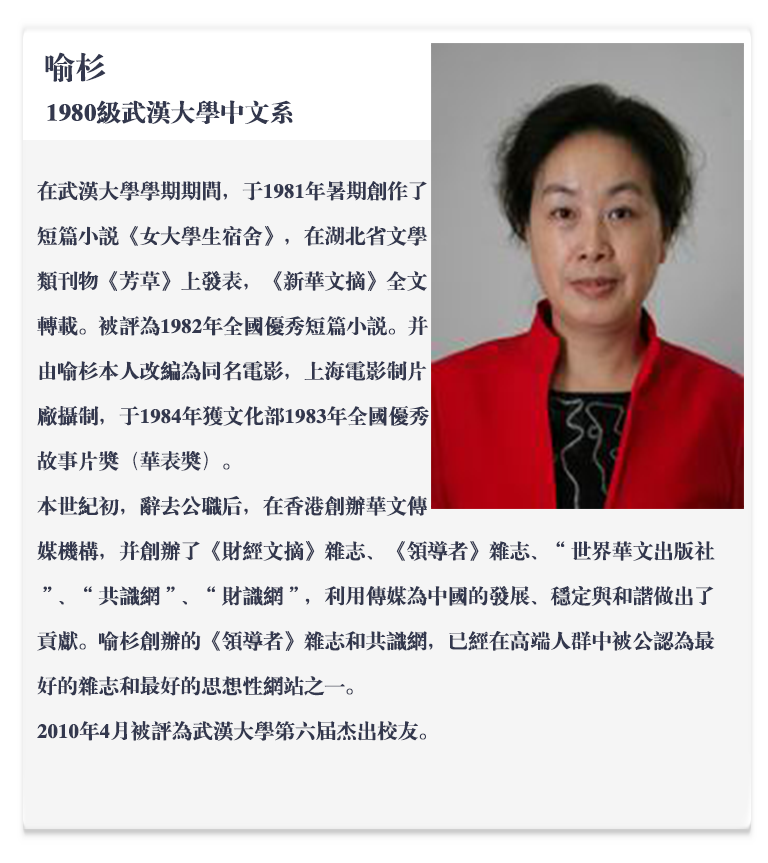 喻杉
1980級武漢大學中文系
在武漢大學學期期間，于1981年暑期創作了
短篇小説《女大學生宿舍》，在湖北省文學
類刊物《芳草》上發表，《新華文摘》全文
轉載。被評為1982年全國優秀短篇小説。并
由喻杉本人改編為同名電影，上海電影制片
廠攝制，于1984年獲文化部1983年全國優秀
故事片獎（華表獎）。
本世紀初，辭去公職后，在香港創辦華文傳
媒機構，并創辦了《財經文摘》雜志、《領導者》雜志、“世界華文出版社
”、“共識網”、“財識網”，利用傳媒為中國的發展、穩定與和諧做出了
貢獻。喻杉創辦的《領導者》雜志和共識網，已經在高端人群中被公認為最
好的雜志和最好的思想性網站之一。
2010年4月被評為武漢大學第六届杰出校友。